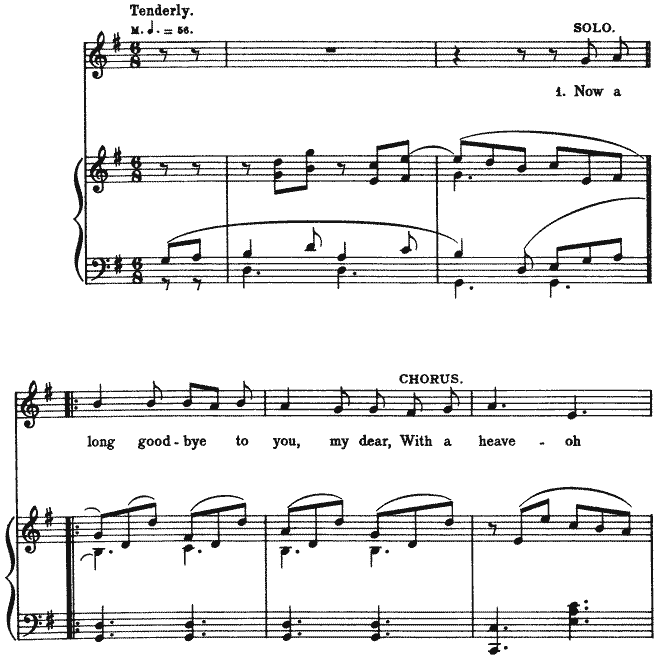 Tenderly.
M. ♩. = 56.
SOLO.
1. Now a
CHORUS.
long good - bye to you, my dear, With a heave - oh